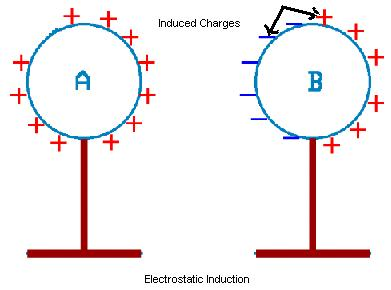 Induced Charges
A
B
Electrostatic Induction